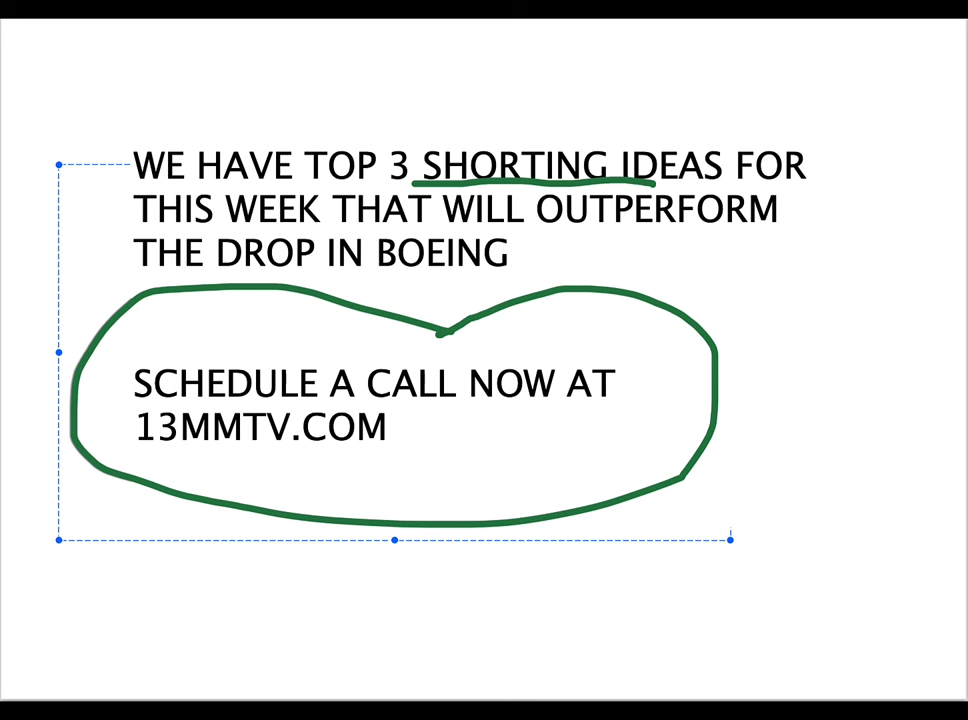 WE HAVE TOP 3 SHORTING IDEAS FOR
THIS WEEK THAT WILL OUTPERFORM
THE DROP IN BOEING
SCHEDULE A CALL NOW AT
13MMTV.COM